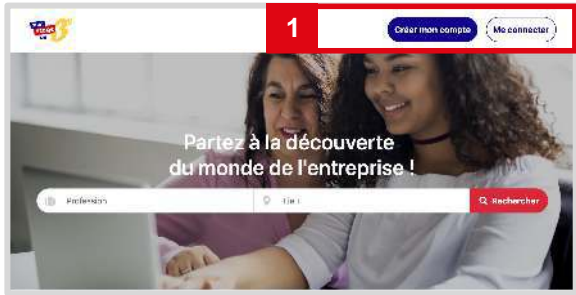 1
Créer mon compte
Me connecter
Partez à la découverte
du monde de l'entreprise !
Profession
Rechercher